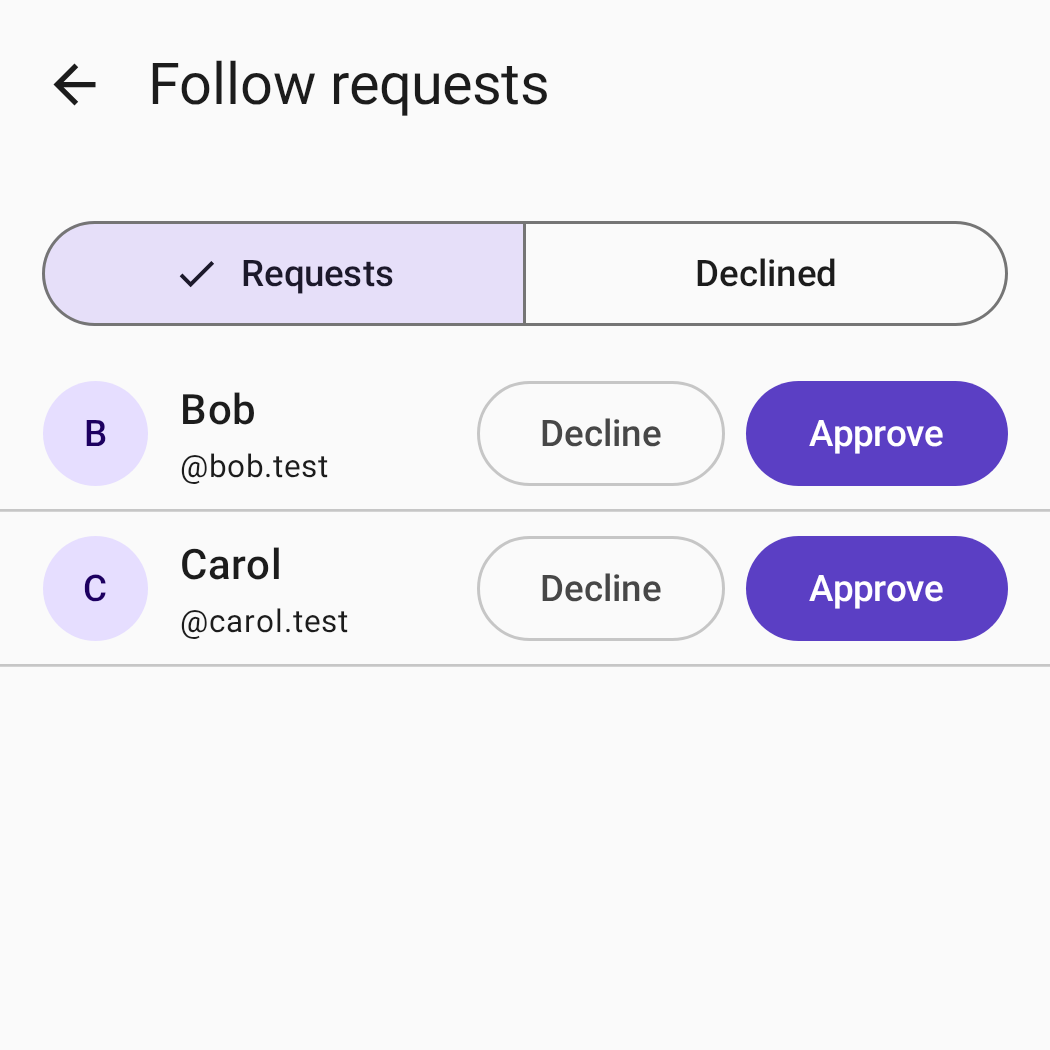 Follow requests
Requests Declined
B Bob Decline Approve
@bob.test
C Carol Decline Approve
@carol.test